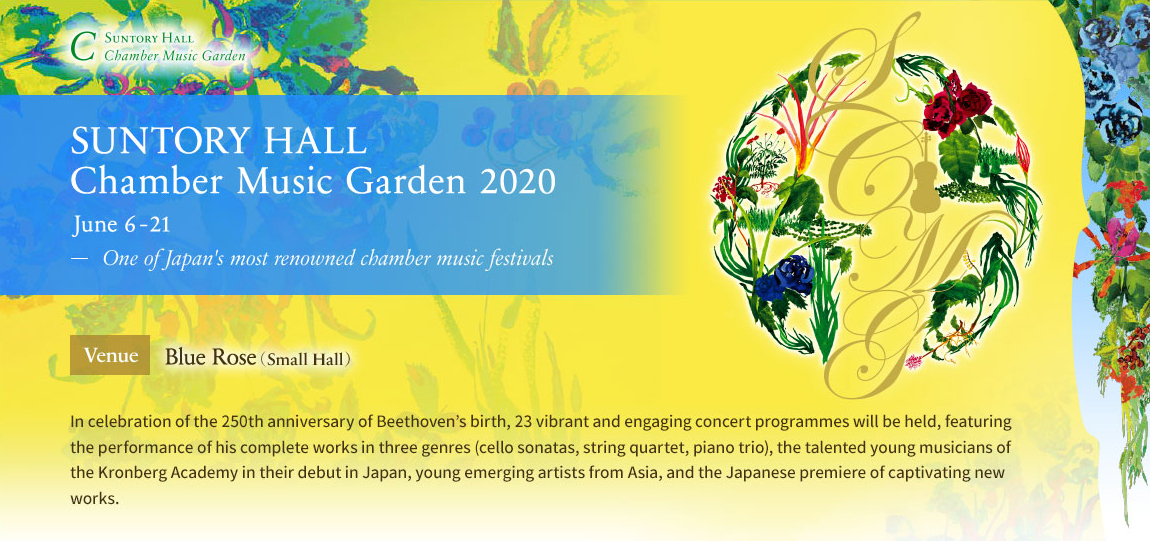 C SUNTORY HALL
Chamber Music Garden
SUNTORY HALL
Chamber Music Garden 2020
June 6-21
— One of Japan's most renowned chamber music festivals
S
C
M
G
Venue Blue Rose (Small Hall)
In celebration of the 250th anniversary of Beethoven's birth, 23 vibrant and engaging concert programmes will be held, featuring
the performance of his complete works in three genres (cello sonatas, string quartet, piano trio), the talented young musicians of
the Kronberg Academy in their debut in Japan, young emerging artists from Asia, and the Japanese premiere of captivating new
works.